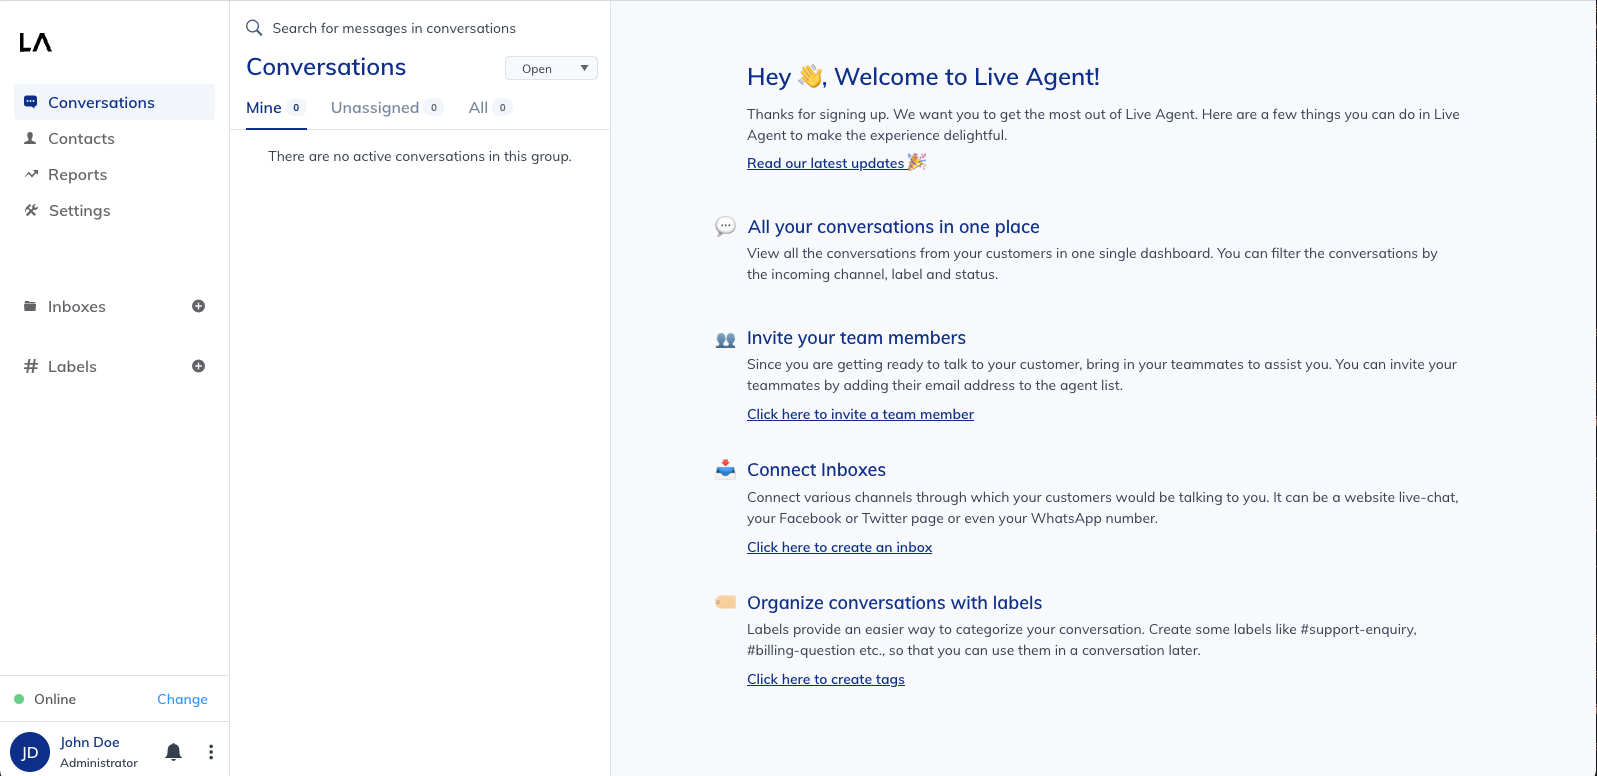 LA
Conversations
Contacts
Reports
Settings
Inboxes
# Labels
Online Change
JD
John Doe
Administrator
Search for messages in conversations
Conversations
Open
Mine 0 Unassigned 0 All 0
There are no active conversations in this group.
Hey 👋, Welcome to Live Agent!
Thanks for signing up. We want you to get the most out of Live Agent. Here are a few things you can do in Live
Agent to make the experience delightful.
Read our latest updates 🎉
All your conversations in one place
View all the conversations from your customers in one single dashboard. You can filter the conversations by
the incoming channel, label and status.
Invite your team members
Since you are getting ready to talk to your customer, bring in your teammates to assist you. You can invite your
teammates by adding their email address to the agent list.
Click here to invite a team member
Connect Inboxes
Connect various channels through which your customers would be talking to you. It can be a website live-chat,
your Facebook or Twitter page or even your WhatsApp number.
Click here to create an inbox
Organize conversations with labels
Labels provide an easier way to categorize your conversation. Create some labels like #support-enquiry,
#billing-question etc., so that you can use them in a conversation later.
Click here to create tags